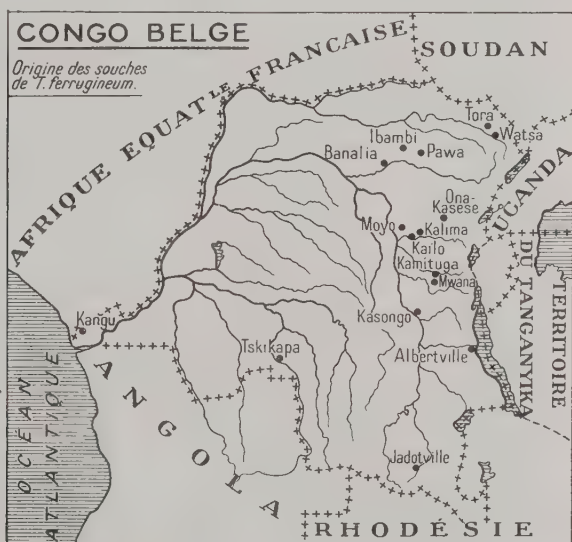 CONGO BELGE
Origine des souches
de T. ferrugineum.
AFRIQUE EQUATLE FRANCAISE
SOUDAN
Tora
Watsa
Ibambi
Pawa
Banalia
UGANDA
Ona-
Kasese
Moyo
Kalima
Kailo
Kamituga
Mwana
DU TANGANYIKA
TERRITOIRE
Kangu
Kasongo
Tskikapa
Albertville
OCÉAN
ATLANTIQUE
ANGOLA
Jadotville
RHODÉSIE